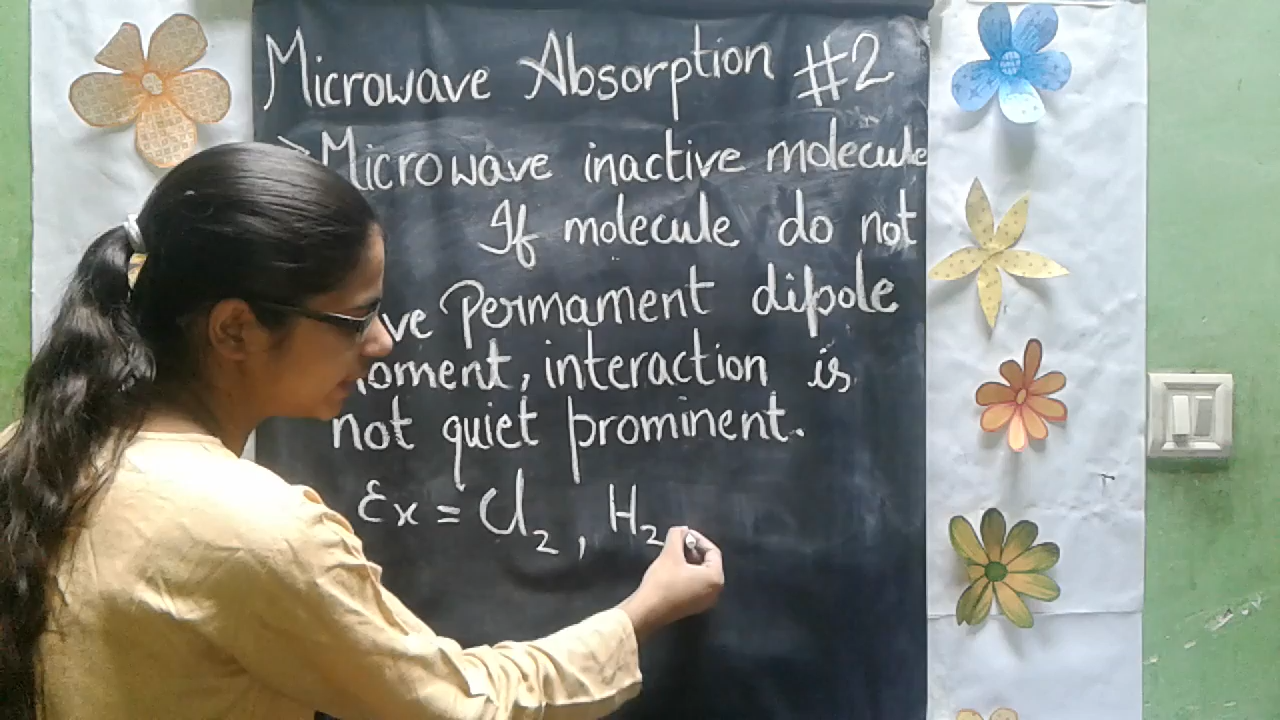 Microwave Absorption #2
> Microwave inactive molecule
If molecule do not
permament dipole
moment, interaction is
not quiet prominent.
Ex = Cl2, H2